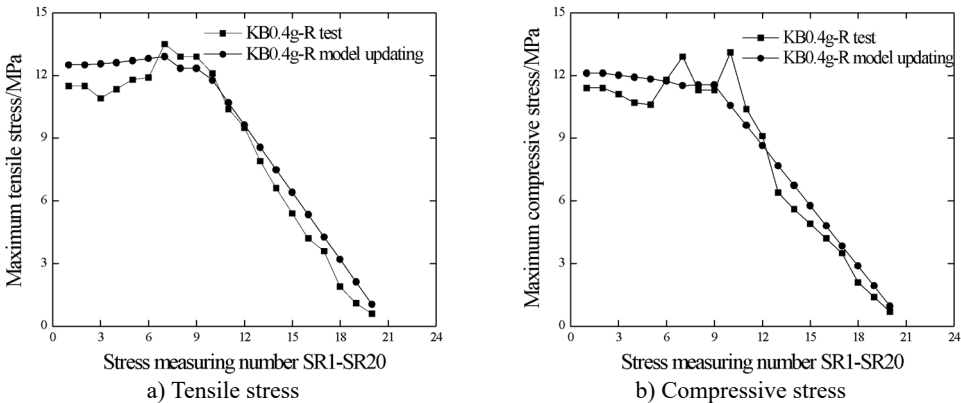 15
12
9
6
3
0
Maximum tensile stress/MPa
KB0.4g-R test
KB0.4g-R model updating
0 3 6 9 12 15 18 21 24
Stress measuring number SR1-SR20
a) Tensile stress
15
12
9
6
3
0
Maximum compressive stress/MPa
KB0.4g-R test
KB0.4g-R model updating
0 3 6 9 12 15 18 21 24
Stress measuring number SR1-SR20
b) Compressive stress